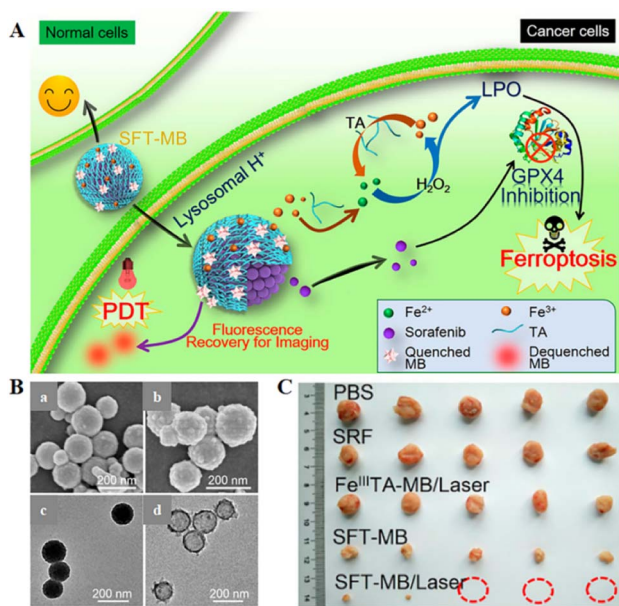 A
Normal cells
Cancer cells
SFT-MB
Lysosomal H⁺
TA
H₂O₂
LPO
GPX4
Inhibition
Ferroptosis
PDT
Fluorescence
Recovery for Imaging
Fe²⁺
Fe³⁺
Sorafenib
TA
Quenched
MB
Dequenched
MB
B
a
200 nm
b
200 nm
c
200 nm
d
200 nm
C
PBS
SRF
FeᴵᴵᴵTA-MB/Laser
SFT-MB
SFT-MB/Laser